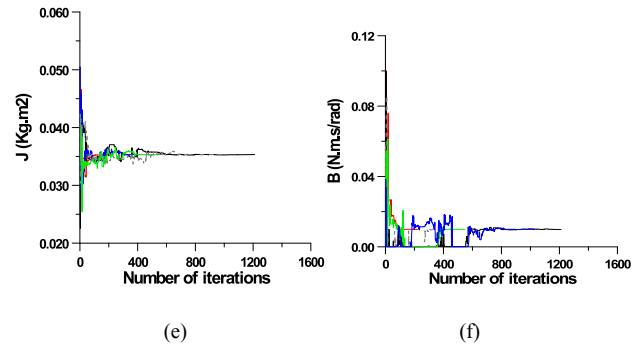 0.060
0.050
0.040
0.030
0.020
J (Kg.m2)
0 400 800 1200 1600
Number of iterations
(e)
0.12
0.08
0.04
0.00
B (N.m.s/rad)
0 400 800 1200 1600
Number of iterations
(f)